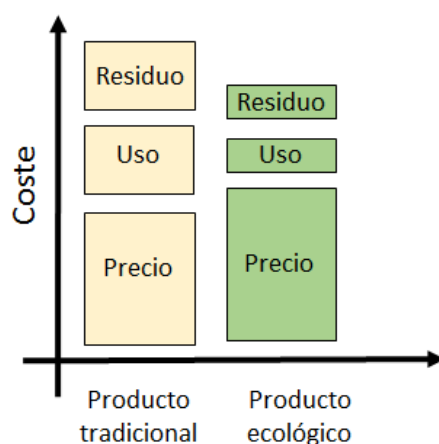 Coste
Residuo
Uso
Precio
Residuo
Uso
Precio
Producto
tradicional
Producto
ecológico